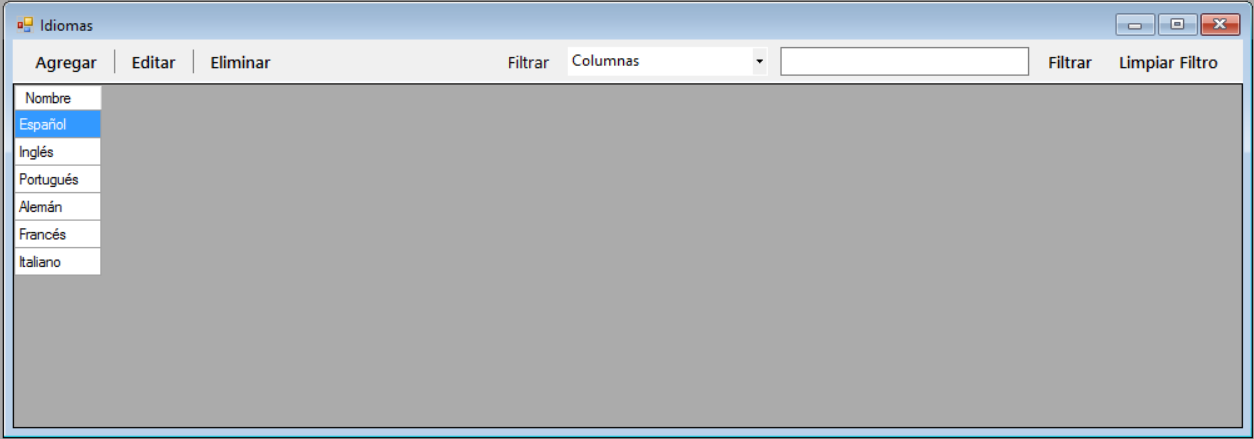 Idiomas
Agregar Editar Eliminar Filtrar Columnas Filtrar Limpiar Filtro
Nombre
Español
Inglés
Portugués
Alemán
Francés
Italiano